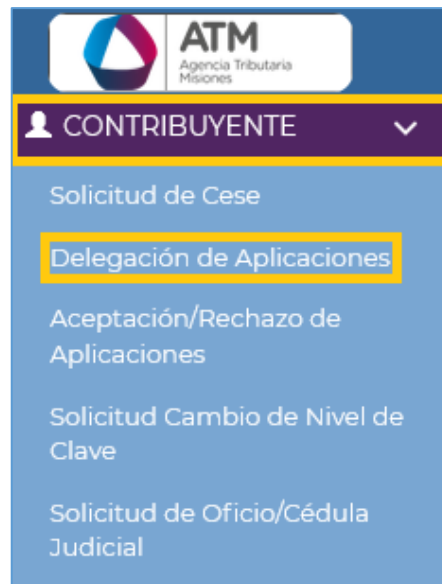 ATM
Agencia Tributaria
Misiones
CONTRIBUYENTE
Solicitud de Cese
Delegación de Aplicaciones
Aceptación/Rechazo de
Aplicaciones
Solicitud Cambio de Nivel de
Clave
Solicitud de Oficio/Cédula
Judicial